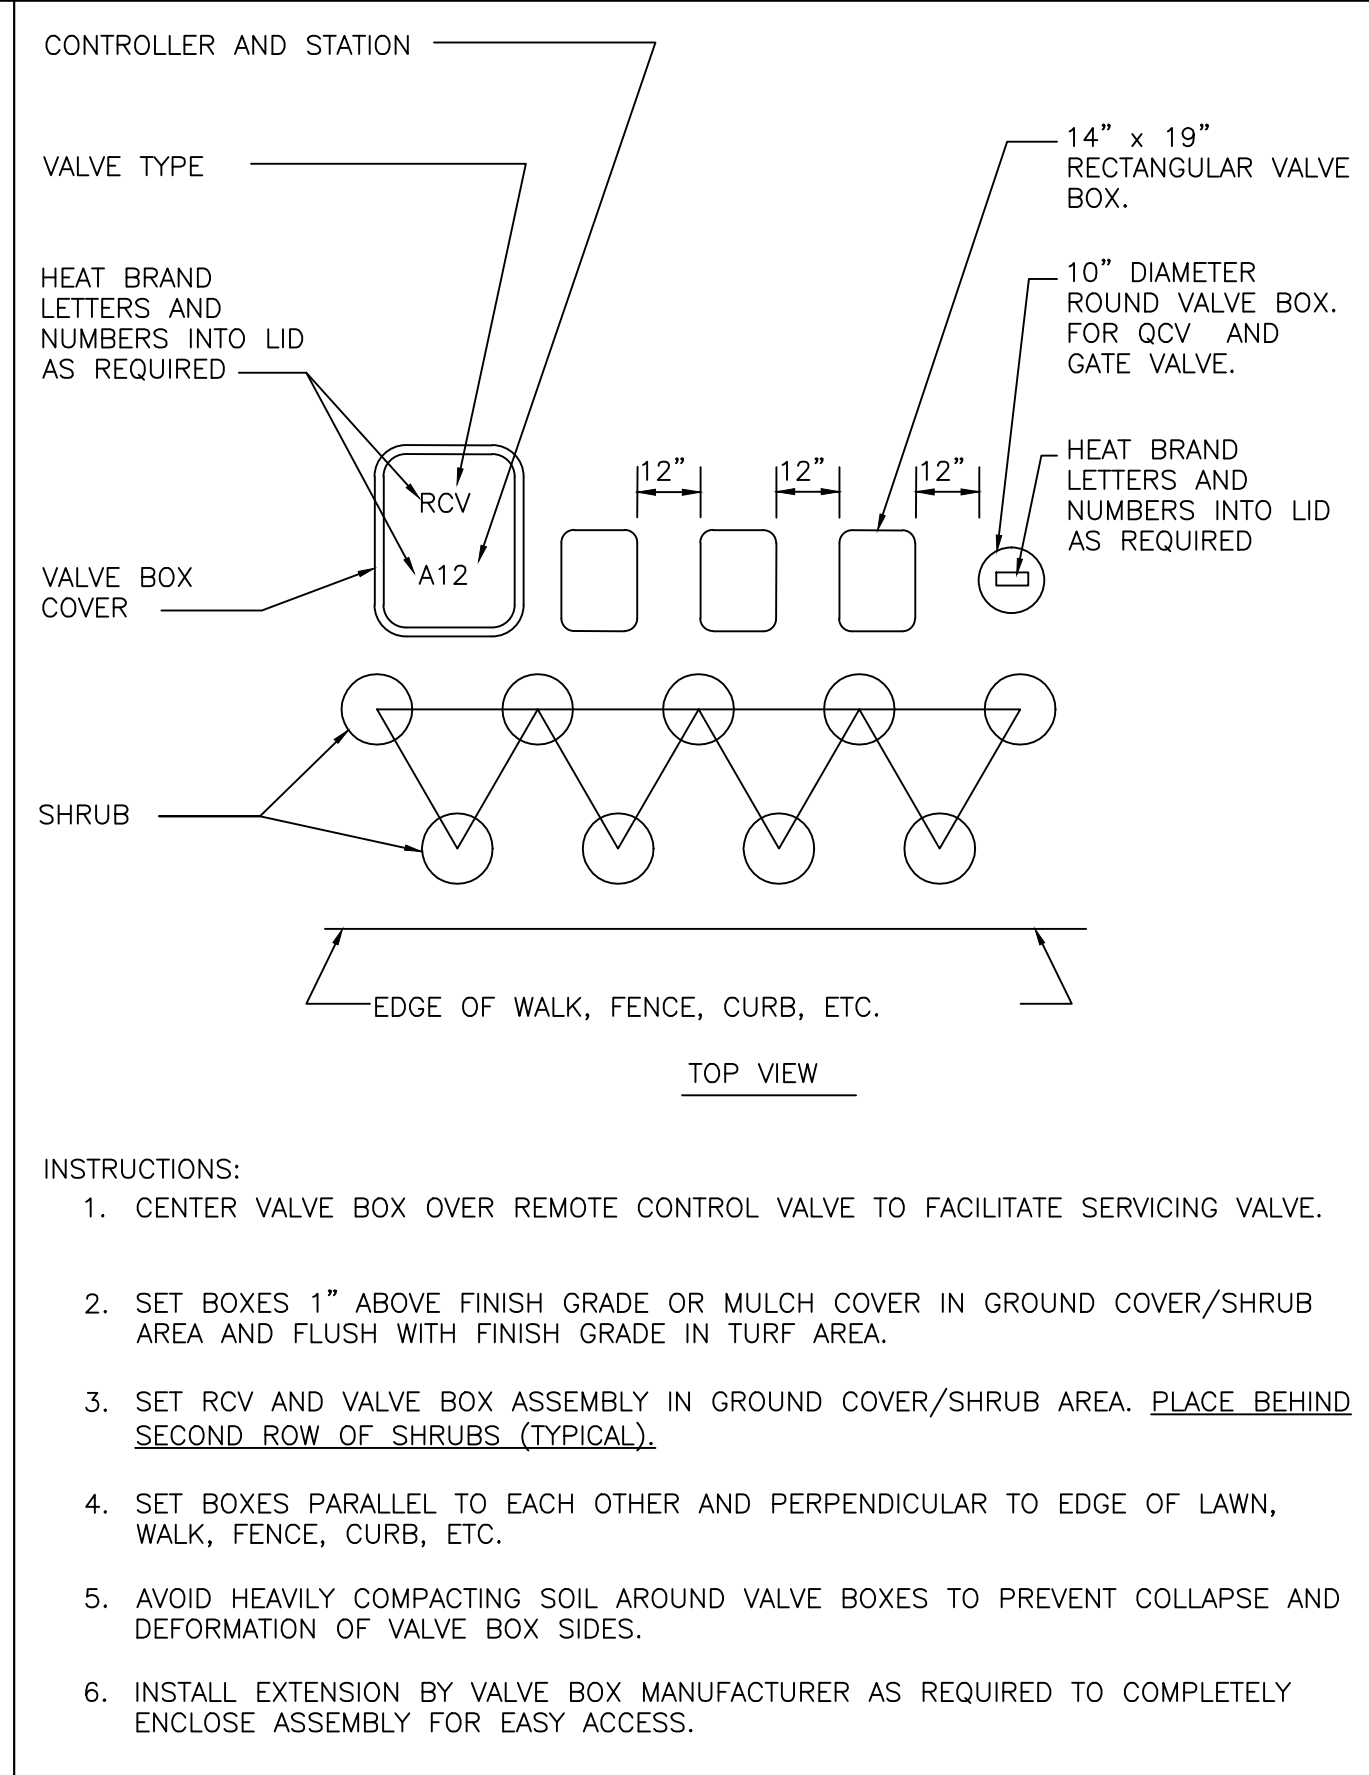 CONTROLLER AND STATION
VALVE TYPE
HEAT BRAND
LETTERS AND
NUMBERS INTO LID
AS REQUIRED
VALVE BOX
COVER
RCV
A12
12"
12"
12"
14" x 19"
RECTANGULAR VALVE
BOX.
10" DIAMETER
ROUND VALVE BOX.
FOR QCV AND
GATE VALVE.
HEAT BRAND
LETTERS AND
NUMBERS INTO LID
AS REQUIRED
SHRUB
EDGE OF WALK, FENCE, CURB, ETC.
TOP VIEW
INSTRUCTIONS:
1. CENTER VALVE BOX OVER REMOTE CONTROL VALVE TO FACILITATE SERVICING VALVE.
2. SET BOXES 1" ABOVE FINISH GRADE OR MULCH COVER IN GROUND COVER/SHRUB
AREA AND FLUSH WITH FINISH GRADE IN TURF AREA.
3. SET RCV AND VALVE BOX ASSEMBLY IN GROUND COVER/SHRUB AREA. PLACE BEHIND
SECOND ROW OF SHRUBS (TYPICAL).
4. SET BOXES PARALLEL TO EACH OTHER AND PERPENDICULAR TO EDGE OF LAWN,
WALK, FENCE, CURB, ETC.
5. AVOID HEAVILY COMPACTING SOIL AROUND VALVE BOXES TO PREVENT COLLAPSE AND
DEFORMATION OF VALVE BOX SIDES.
6. INSTALL EXTENSION BY VALVE BOX MANUFACTURER AS REQUIRED TO COMPLETELY
ENCLOSE ASSEMBLY FOR EASY ACCESS.